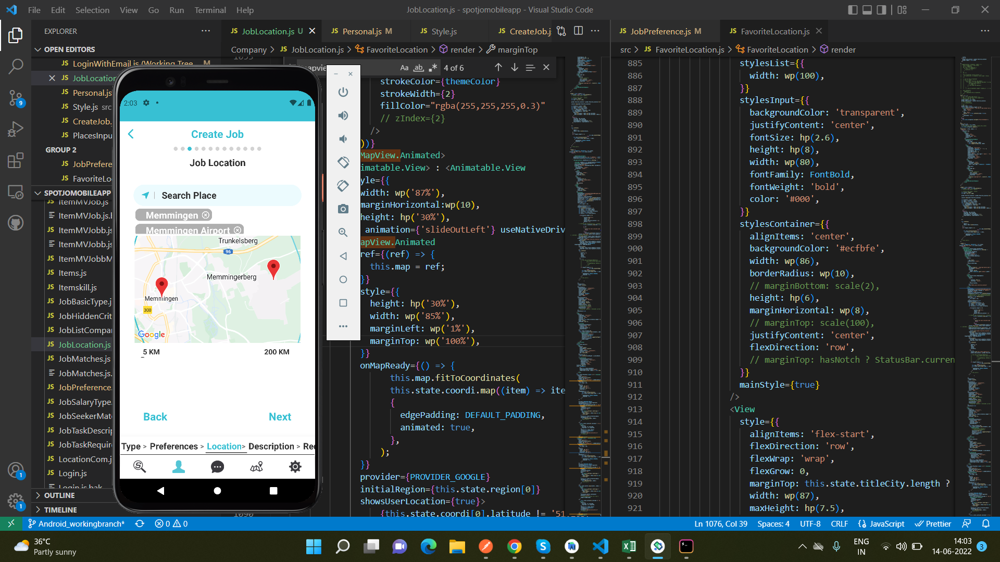 File Edit Selection View Go Run Terminal Help
JobLocation.js - spotjomobileapp - Visual Studio Code
EXPLORER
JS JobLocation.js U
JS Personal.js M
JS Style.js
JS CreateJob.j
JS JobPreference.js M
JS FavoriteLocation.js
OPEN EDITORS
Company > JS JobLocation.js > FavoriteLocation > render > marginTop
src > JS FavoriteLocation.js > FavoriteLocation > render
JS LoginWithEmail.js (Working Tree M
JS JobLocation
JS Personal.js
JS Style.js src
JS CreateJob.
JS PlacesInpu
GROUP 2
JS JobPrefere
JS FavoriteLo
SPOTJOMOBILEAPP
JS ItemMVJob.js
ItemMVJob.js.l
JS ItemMVJobb.js
ItemMVJobb.js
JS ItemMVJobbM
JS Items.js
JS Itemskill.js
JS JobBasicType.j
JS JobHiddenCrit
JS JobListCompa
JS JobLocation.js
JS JobMatches.js
JobMatches.js.
JS JobPreference.
JS JobSalaryType.
JS JobSeekerMat
JS JobTaskDescrip
JS JobTaskRequir
JS LocationCom.j
JS Login.js
Login.js.bak
OUTLINE
TIMELINE
9
1
1
2:03
Create Job
Job Location
Search Place
Memmingen
Memmingen Airport
Trunkelsberg
96
Memmingerberg
Memmingen
300
Google
5 KM
200 KM
Back
Next
Type > Preferences > Location> Description > Re
mapvie
Aa ab 4 of 6
strokeColor={themeColor}
strokeWidth={2}
fillColor="rgba(255,255,255,0.3)"
// zIndex={2}
/>
))}
MapView.Animated>
imatable.View> : <Animatable.View
yle={{
width: wp('87%'),
marginHorizontal:wp(10),
height: hp('30%'),
animation={'slideOutLeft'} useNativeDriv
apView.Animated
ref={(ref) => {
this.map = ref;
}}
style={{
height: hp('30%'),
width: wp('85%'),
marginLeft: wp('1%'),
marginTop: wp('100%'),
}}
onMapReady={() => {
this.map.fitToCoordinates(
this.state.coordi.map((item) => ite
{
edgePadding: DEFAULT_PADDING,
animated: true,
},
);
}}
provider={PROVIDER_GOOGLE}
initialRegion={this.state.region[0]}
showsUserLocation={true}>
{this.state.coordi[0].latitude != '51.
1090
885 stylesList={{
886 width: wp(100),
887 }}
888 stylesInput={{
889 backgroundColor: 'transparent',
890 justifyContent: 'center',
891 fontSize: hp(2.6),
892 height: hp(8),
893 width: wp(80),
894 fontFamily: FontBold,
895 fontWeight: 'bold',
896 color: '#000',
897 }}
898 stylesContainer={{
899 alignItems: 'center',
900 backgroundColor: '#ecfbfe',
901 width: wp(86),
902 borderRadius: wp(10),
903 // marginBottom: scale(2),
904 height: hp(6),
905 marginHorizontal: wp(8),
906 // marginTop: scale(100),
907 justifyContent: 'center',
908 flexDirection: 'row',
909 // marginTop: hasNotch ? StatusBar.curren
910 }}
911 mainStyle={true}
912 />
913 <View
914 style={{
915 alignItems: 'flex-start',
916 flexDirection: 'row',
917 flexWrap: 'wrap',
918 flexGrow: 0,
919 marginTop: this.state.titleCity.length ?
920 width: wp(87),
921 maxHeight: hp(7.5),
Android_workingbranch* 0 0
Ln 1076, Col 39 Spaces: 4 UTF-8 CRLF JavaScript Prettier
36°C
Partly sunny
ENG
IN
14:03
14-06-2022
3